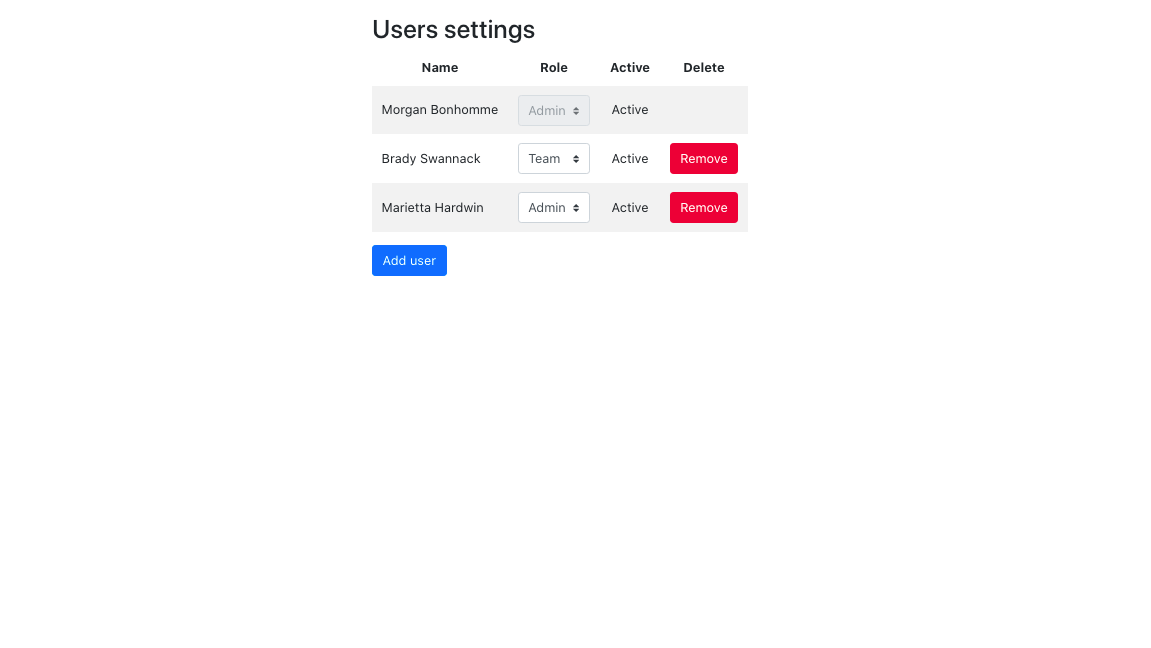 Users settings
Name Role Active Delete
Morgan Bonhomme Admin Active
Brady Swannack Team Active Remove
Marietta Hardwin Admin Active Remove
Add user